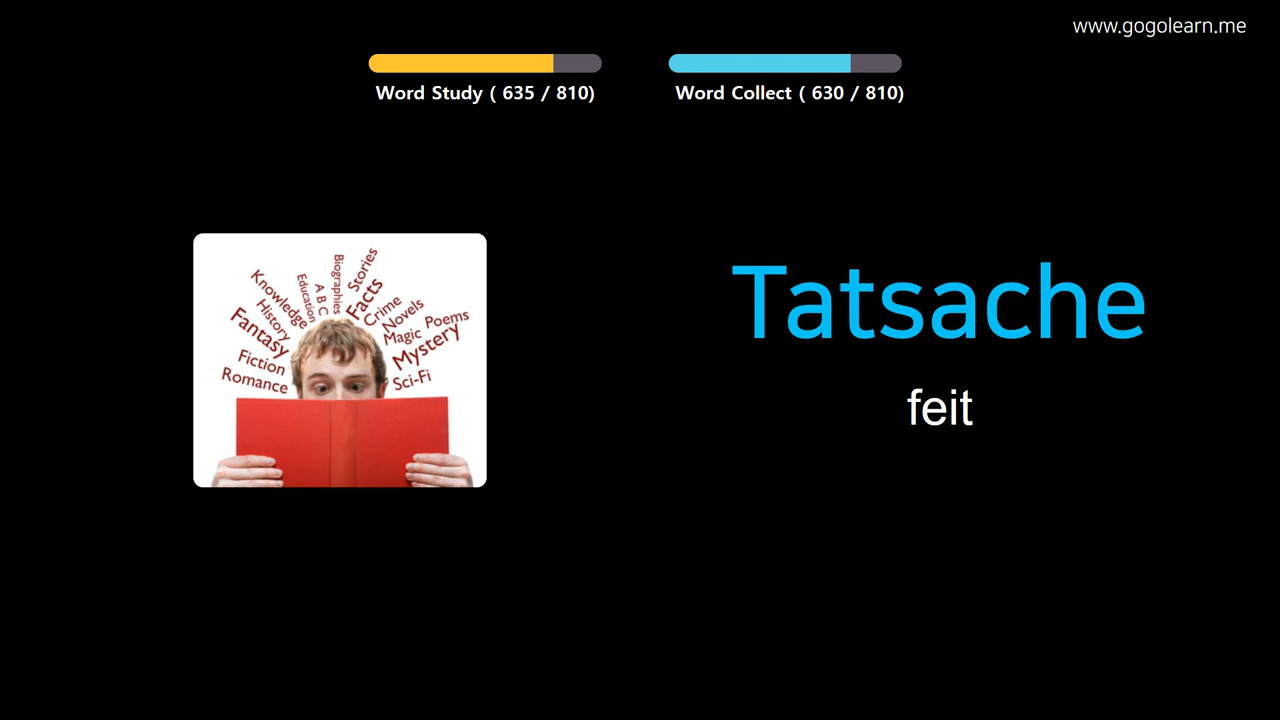 www.gogolearn.me
Word Study ( 635 / 810)
Word Collect ( 630 / 810)
Stories
Biographies
Facts
Knowledge
Education
A B C
Crime
History
Novels
Fantasy
Poems
Magic
Mystery
Fiction
Romance
Sci-Fi
Tatsache
feit